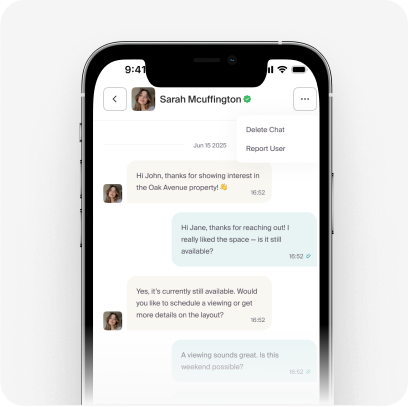 9:41
Sarah Mcuffington
Delete Chat
Report User
Jun 15 2025
Hi John, thanks for showing interest in
the Oak Avenue property! 👋
16:52
Hi Jane, thanks for reaching out! I
really liked the space – is it still
available?
16:52
Yes, it's currently still available. Would
you like to schedule a viewing or get
more details on the layout?
16:52
A viewing sounds great. Is this
weekend possible?
16:52